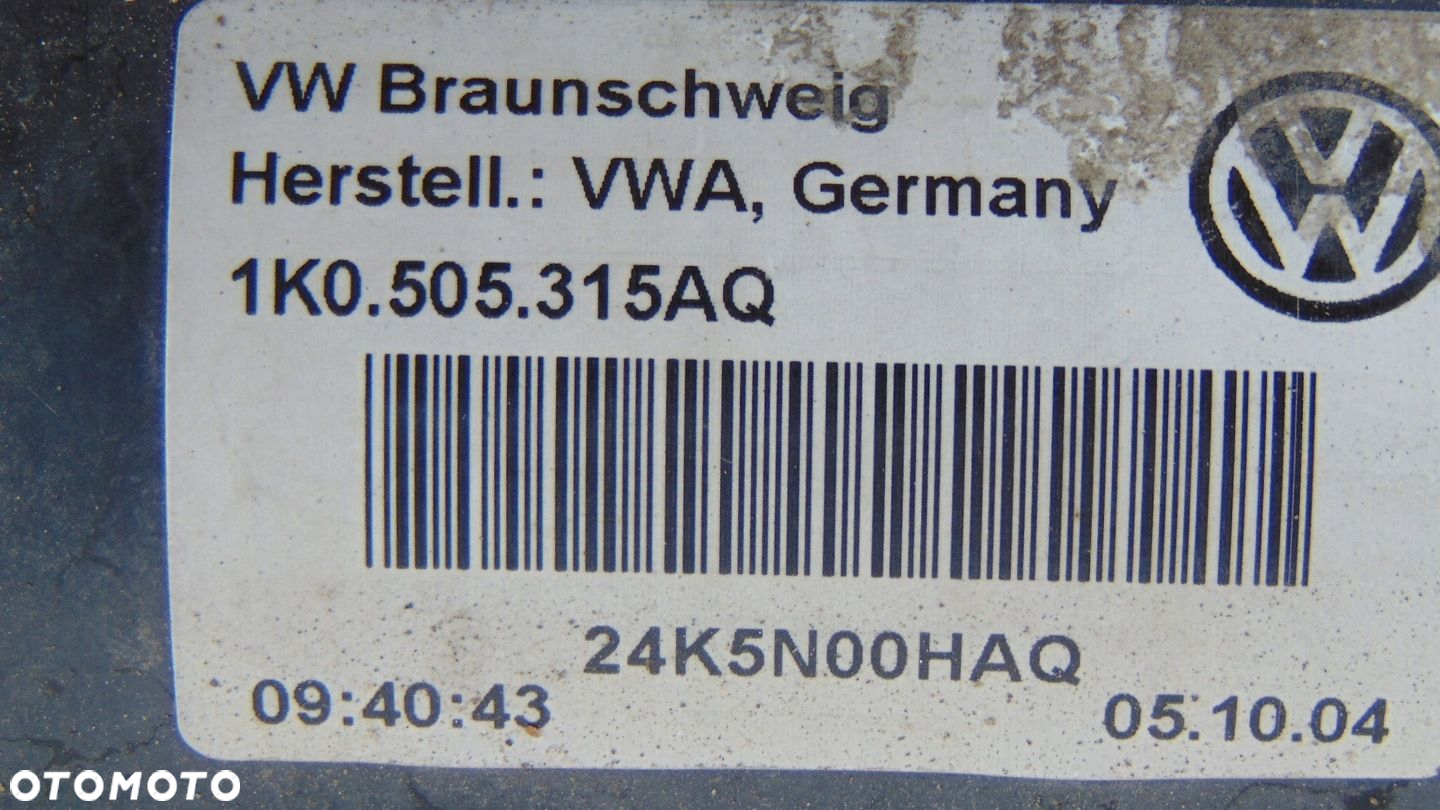 VW Braunschweig
Herstell.: VWA, Germany
1K0.505.315AQ
24K5N00HAQ
09:40:43
05.10.04
OTOMOTO